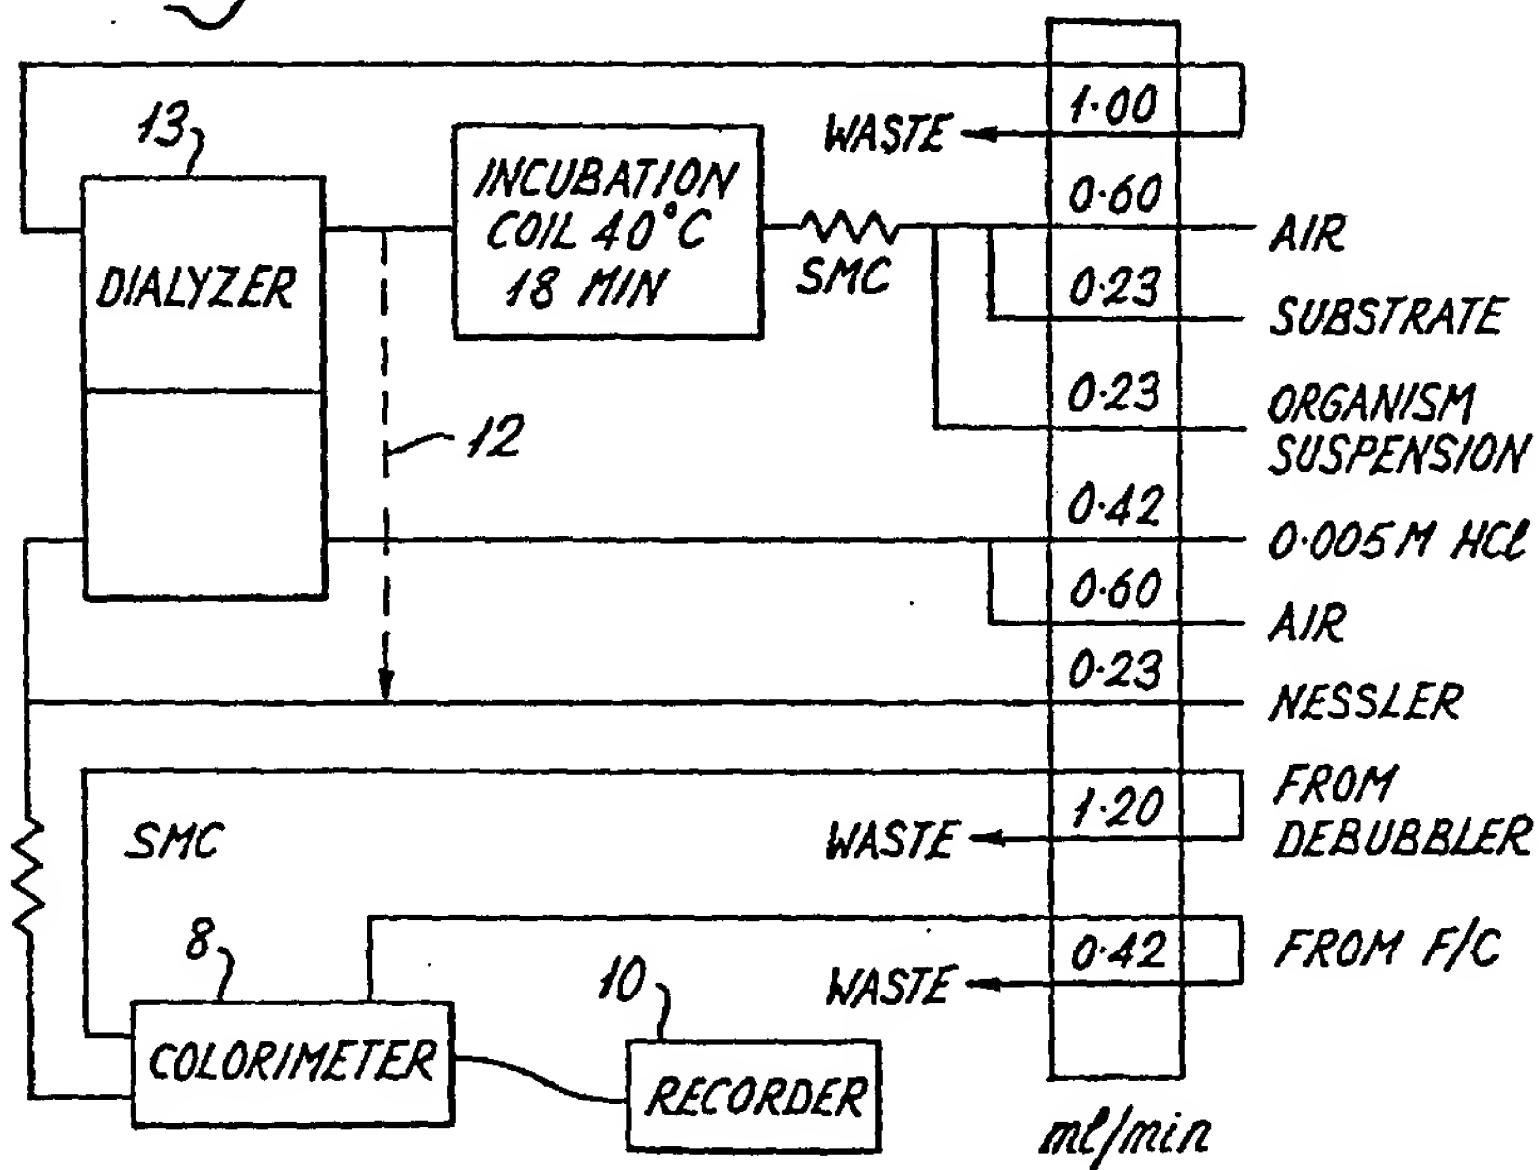 1·00
13
WASTE
INCUBATION
COIL 40°C
18 MIN
0·60
AIR
DIALYZER
SMC
0·23
SUBSTRATE
0·23
ORGANISM
SUSPENSION
12
0·42
0·005M HCl
0·60
AIR
0·23
NESSLER
FROM
DEBUBBLER
1·20
SMC
WASTE
8
0·42
FROM F/C
10
WASTE
COLORIMETER
RECORDER
ml/min